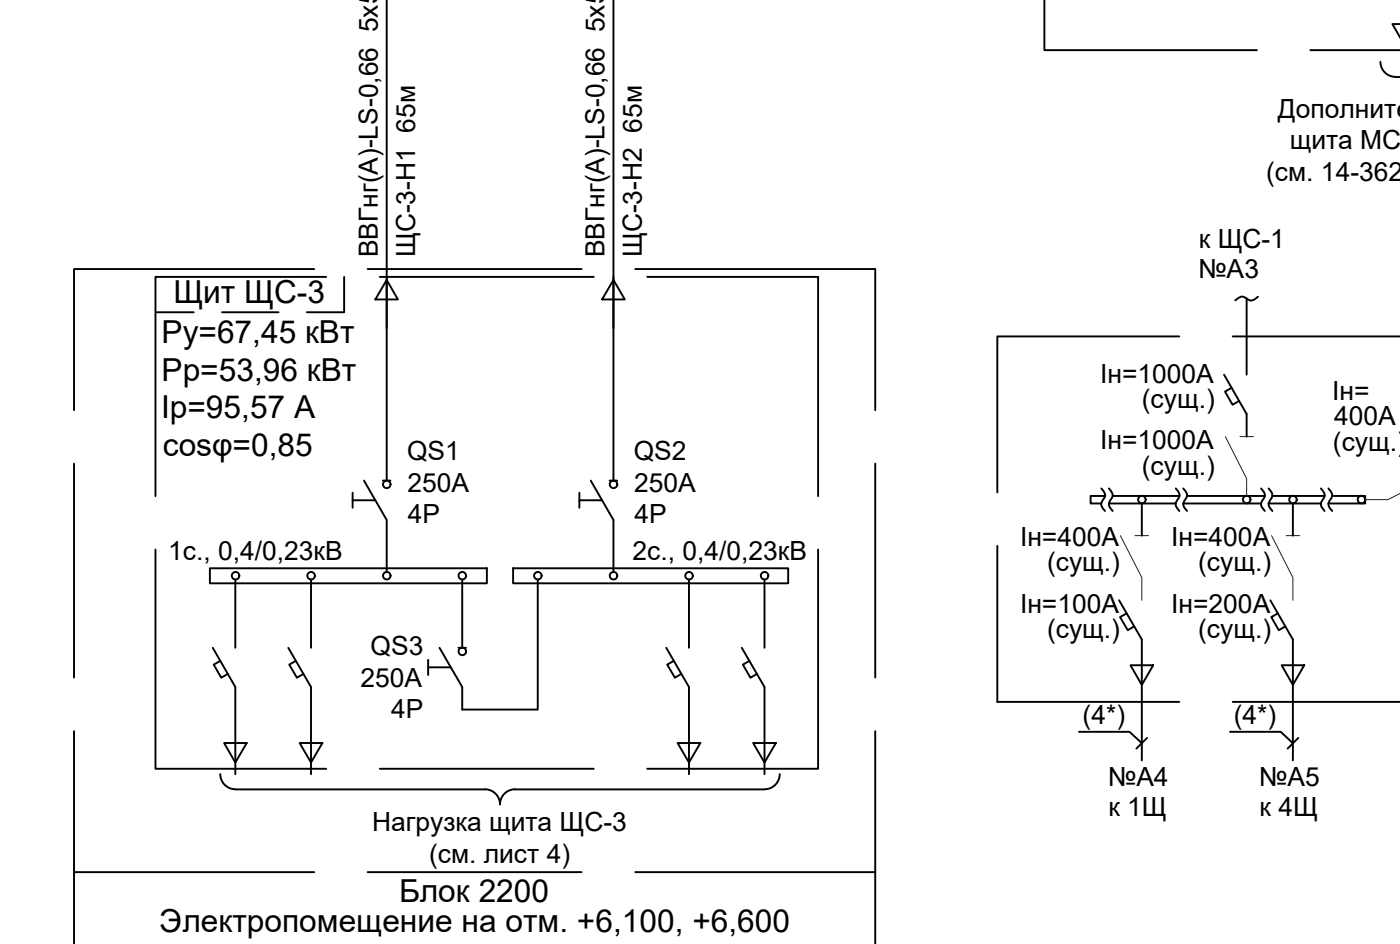 ВВГнг(А)-LS-0,66
ЩС-3-Н1 65м
ВВГнг(А)-LS-0,66
ЩС-3-Н2 65м
Щит ЩС-3
Ру=67,45 кВт
Рр=53,96 кВт
Iр=95,57 А
cosφ=0,85
QS1
250А
4Р
QS2
250А
4Р
1с., 0,4/0,23кВ
2с., 0,4/0,23кВ
QS3
250А
4Р
Нагрузка щита ЩС-3
(см. лист 4)
Блок 2200
Электропомещение на отм. +6,100, +6,600
щита
(см.
к ЩС-1
№А3
Iн=1000А
(сущ.)
Iн=1000А
(сущ.)
Iн=
400А
(сущ.)
Iн=400А
(сущ.)
Iн=400А
(сущ.)
Iн=100А
(сущ.)
Iн=200А
(сущ.)
(4*)
(4*)
№А4
к 1Щ
№А5
к 4Щ